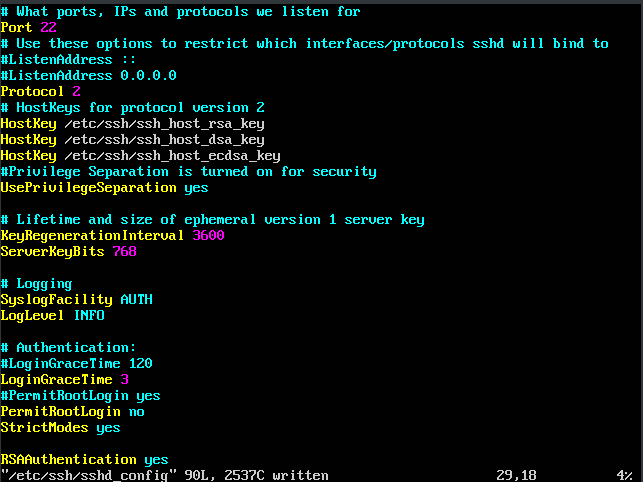 # What ports, IPs and protocols we listen for
Port 22
# Use these options to restrict which interfaces/protocols sshd will bind to
#ListenAddress ::
#ListenAddress 0.0.0.0
Protocol 2
# HostKeys for protocol version 2
HostKey /etc/ssh/ssh_host_rsa_key
HostKey /etc/ssh/ssh_host_dsa_key
HostKey /etc/ssh/ssh_host_ecdsa_key
#Privilege Separation is turned on for security
UsePrivilegeSeparation yes
# Lifetime and size of ephemeral version 1 server key
KeyRegenerationInterval 3600
ServerKeyBits 768
# Logging
SyslogFacility AUTH
LogLevel INFO
# Authentication:
#LoginGraceTime 120
LoginGraceTime 3
#PermitRootLogin yes
PermitRootLogin no
StrictModes yes
RSAAuthentication yes
"/etc/ssh/sshd_config" 90L, 2537C written 29,18 4%